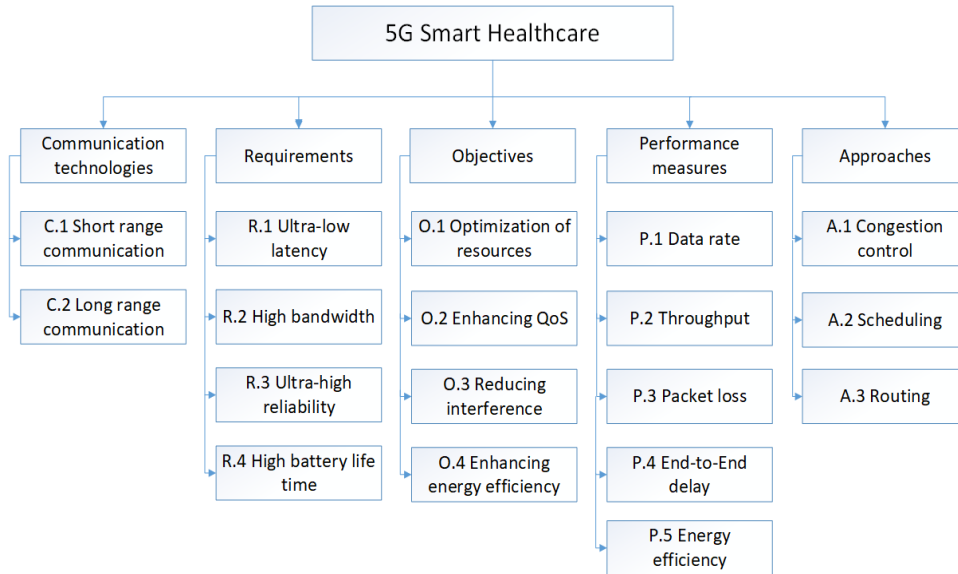 5G Smart Healthcare
Communication
technologies
Requirements
Objectives
Performance
measures
Approaches
C.1 Short range
communication
C.2 Long range
communication
R.1 Ultra-low
latency
R.2 High bandwidth
R.3 Ultra-high
reliability
R.4 High battery life
time
O.1 Optimization of
resources
O.2 Enhancing QoS
O.3 Reducing
interference
O.4 Enhancing
energy efficiency
P.1 Data rate
P.2 Throughput
P.3 Packet loss
P.4 End-to-End
delay
P.5 Energy
efficiency
A.1 Congestion
control
A.2 Scheduling
A.3 Routing